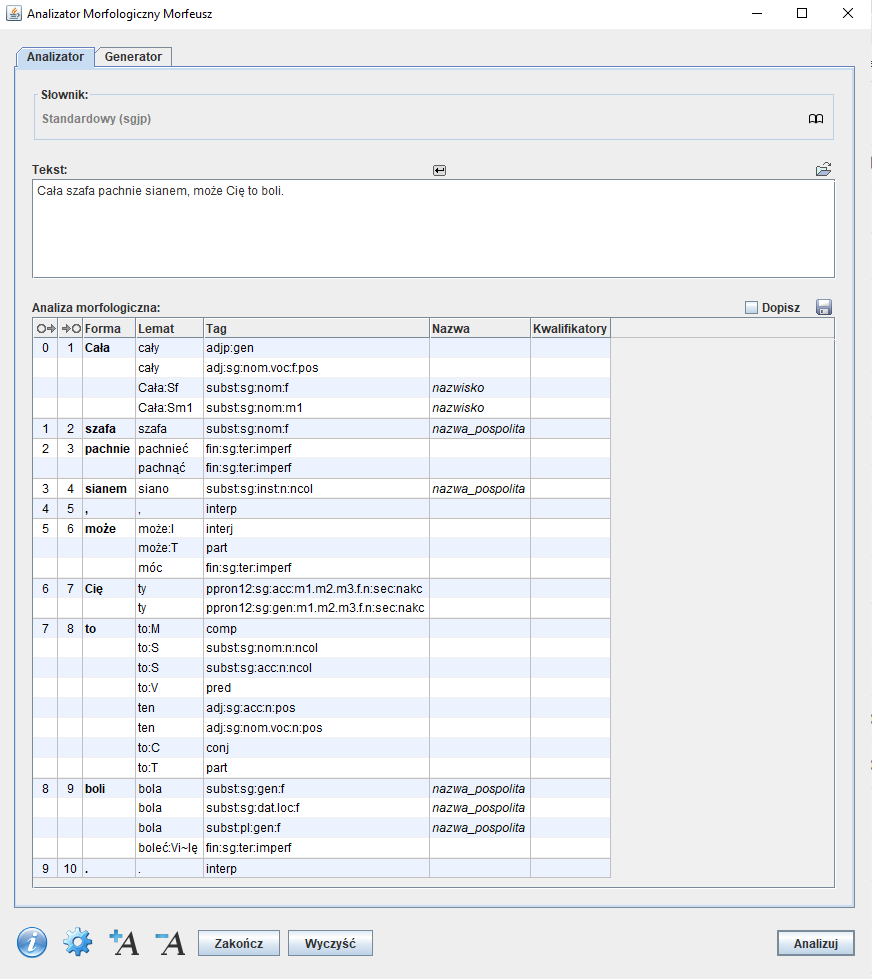 Analizator Morfologiczny Morfeusz
Analizator Generator
Słownik:
Standardowy (sgjp)
Tekst:
Cała szafa pachnie sianem, może Cię to boli.
Analiza morfologiczna: Dopisz
Forma Lemat Tag Nazwa Kwalifikatory
0 1 Cała cały adjp:gen
cały adj:sg:nom.voc:f:pos
Cała:Sf subst:sg:nom:f nazwisko
Cała:Sm1 subst:sg:nom:m1 nazwisko
1 2 szafa szafa subst:sg:nom:f nazwa_pospolita
2 3 pachnie pachnieć fin:sg:ter:imperf
pachnąć fin:sg:ter:imperf
3 4 sianem siano subst:sg:inst:n:ncol nazwa_pospolita
4 5 , , interp
5 6 może może:I interj
może:T part
móc fin:sg:ter:imperf
6 7 Cię ty ppron12:sg:acc:m1.m2.m3.f.n:sec:nakc
ty ppron12:sg:gen:m1.m2.m3.f.n:sec:nakc
7 8 to to:M comp
to:S subst:sg:nom:n:ncol
to:S subst:sg:acc:n:ncol
to:V pred
ten adj:sg:acc:n:pos
ten adj:sg:nom.voc:n:pos
to:C conj
to:T part
8 9 boli bola subst:sg:gen:f nazwa_pospolita
bola subst:sg:dat.loc:f nazwa_pospolita
bola subst:pl:gen:f nazwa_pospolita
boleć:Vi~lę fin:sg:ter:imperf
9 10 . . interp
+A -A Zakończ Wyczyść Analizuj